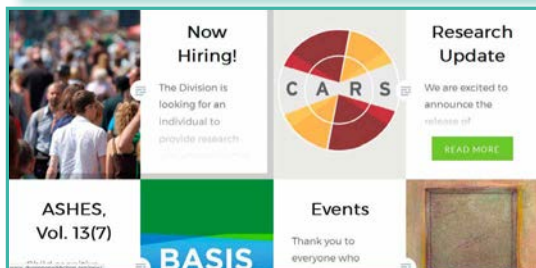 Now
Hiring!
The Division is
looking for an
individual to
provide research
CARS
Research
Update
We are excited to
announce the
release of
READ MORE
ASHES,
Vol. 13(7)
BASIS
Events
Thank you to
everyone who